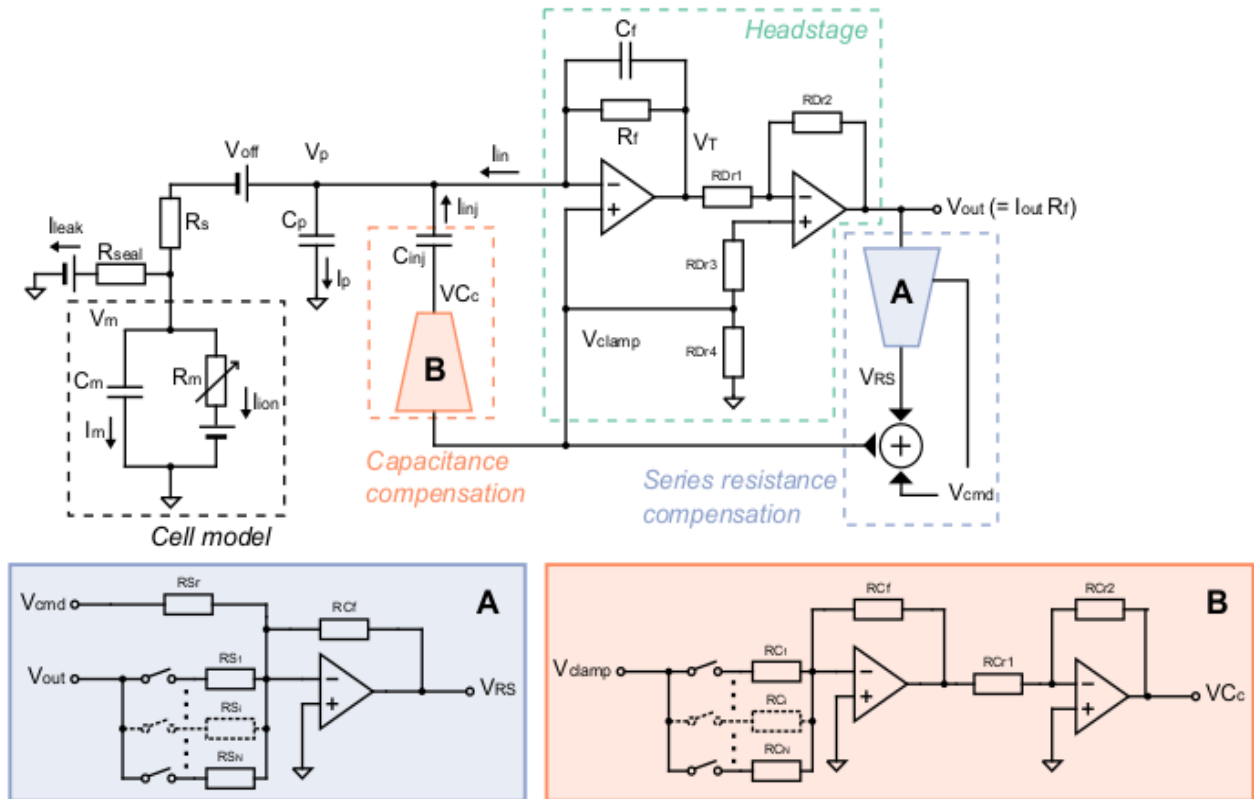 Cf
Headstage
RDr2
Rf
Voff
Vp
Iin
VT
RDr1
Vout (= Iout Rf)
Rs
Iinj
Cp
Ileak
Rseal
Cinj
RDr3
A
Ip
VCc
Vm
Vclamp
RDr4
B
VRS
Cm
Rm
Iion
Im
+
Capacitance
compensation
Series resistance
compensation
Vcmd
Cell model
A
RSr
Vcmd
RCf
RS1
Vout
VRS
RSi
RSN
B
RCf
RCr2
RC1
Vclamp
RCr1
RCi
VCc
RCN